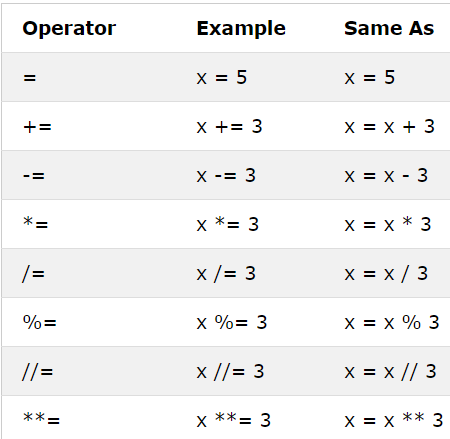 Operator Example Same As
= x = 5 x = 5
+= x += 3 x = x + 3
-= x -= 3 x = x - 3
*= x *= 3 x = x * 3
/= x /= 3 x = x / 3
%= x %= 3 x = x % 3
//= x //= 3 x = x // 3
**= x **= 3 x = x ** 3